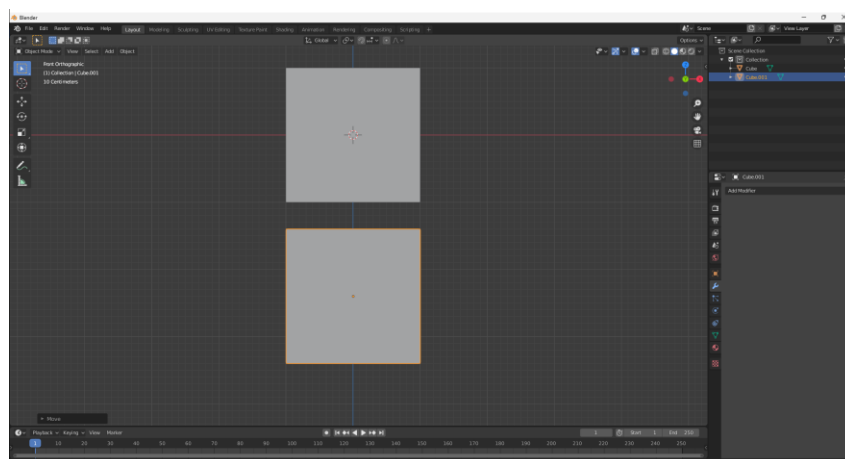 Blender
File Edit Render Window Help Layout Modeling Sculpting UV Editing Texture Paint Shading Animation Rendering Compositing Scripting + Scene View Layer
Global Options
Object Mode View Select Add Object
Front Orthographic
(1) Collection | Cube.001
10 Centimeters
Scene Collection
Collection
Cube
Cube.001
Cube.001
Add Modifier
Move
Playback Keying View Marker 1 Start 1 End 250
1 10 20 30 40 50 60 70 80 90 100 110 120 130 140 150 160 170 180 190 200 210 220 230 240 250